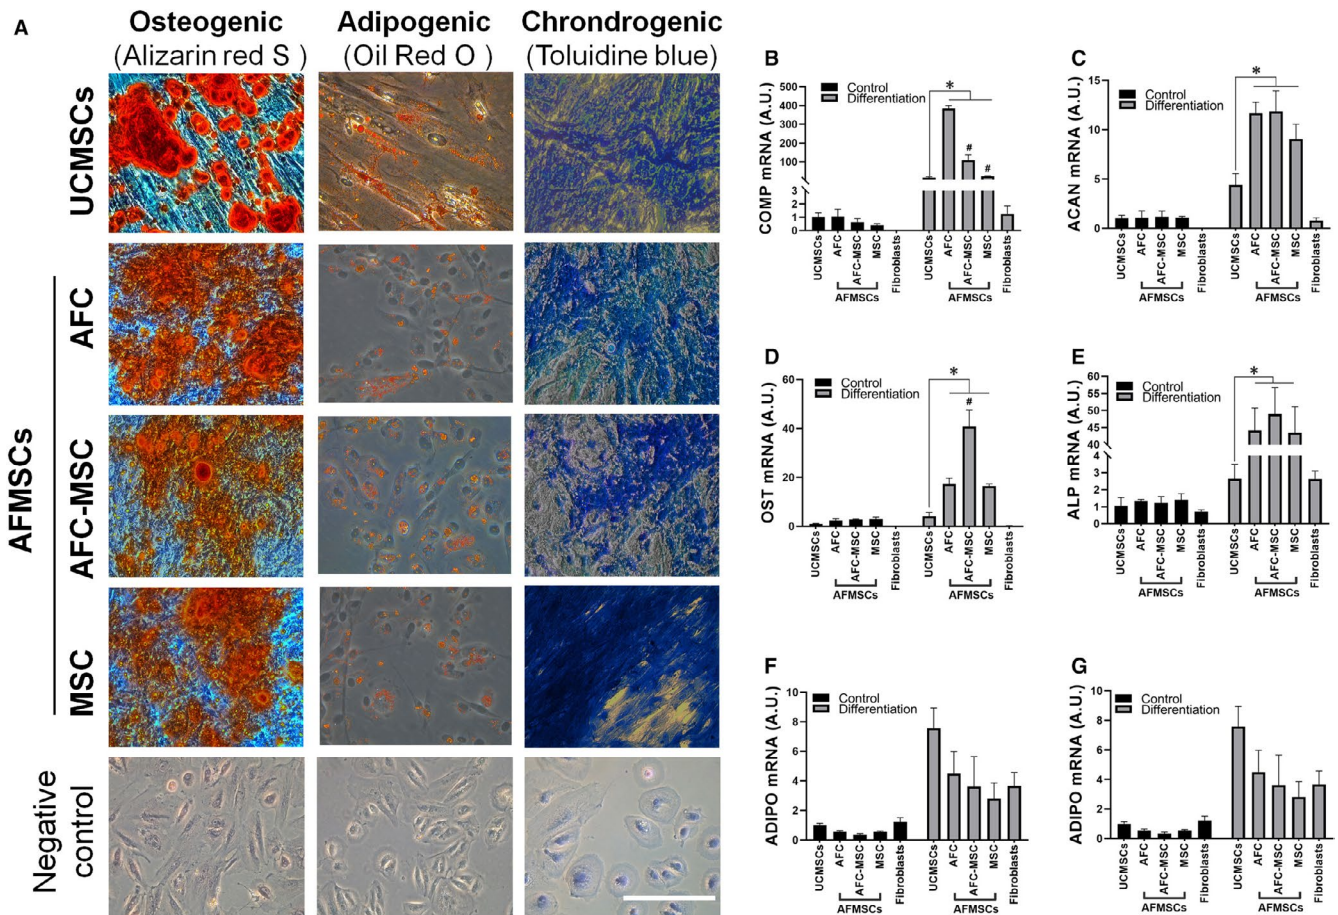 A
Osteogenic
(Alizarin red S )
Adipogenic
(Oil Red O )
Chrondrogenic
(Toluidine blue)
UCMSCs
AFMSCs
AFC
AFC-MSC
MSC
Negative
control
B
COMP mRNA (A.U.)
500
400
300
200
100
3
2
1
0
Control
Differentiation
*
#
#
UCMSCs
AFC
AFC-MSC
MSC
Fibroblasts
AFMSCs
UCMSCs
AFC
AFC-MSC
MSC
Fibroblasts
AFMSCs
C
ACAN mRNA (A.U.)
15
10
5
0
Control
Differentiation
*
UCMSCs
AFC
AFC-MSC
MSC
Fibroblasts
AFMSCs
UCMSCs
AFC
AFC-MSC
MSC
Fibroblasts
AFMSCs
D
OST mRNA (A.U.)
60
40
20
0
Control
Differentiation
*
#
UCMSCs
AFC
AFC-MSC
MSC
Fibroblasts
AFMSCs
UCMSCs
AFC
AFC-MSC
MSC
Fibroblasts
AFMSCs
E
ALP mRNA (A.U.)
60
55
50
45
40
4
3
2
1
0
Control
Differentiation
*
UCMSCs
AFC
AFC-MSC
MSC
Fibroblasts
AFMSCs
UCMSCs
AFC
AFC-MSC
MSC
Fibroblasts
AFMSCs
F
ADIPO mRNA (A.U.)
10
8
6
4
2
0
Control
Differentiation
UCMSCs
AFC
AFC-MSC
MSC
Fibroblasts
AFMSCs
UCMSCs
AFC
AFC-MSC
MSC
Fibroblasts
AFMSCs
G
ADIPO mRNA (A.U.)
10
8
6
4
2
0
Control
Differentiation
UCMSCs
AFC
AFC-MSC
MSC
Fibroblasts
AFMSCs
UCMSCs
AFC
AFC-MSC
MSC
Fibroblasts
AFMSCs